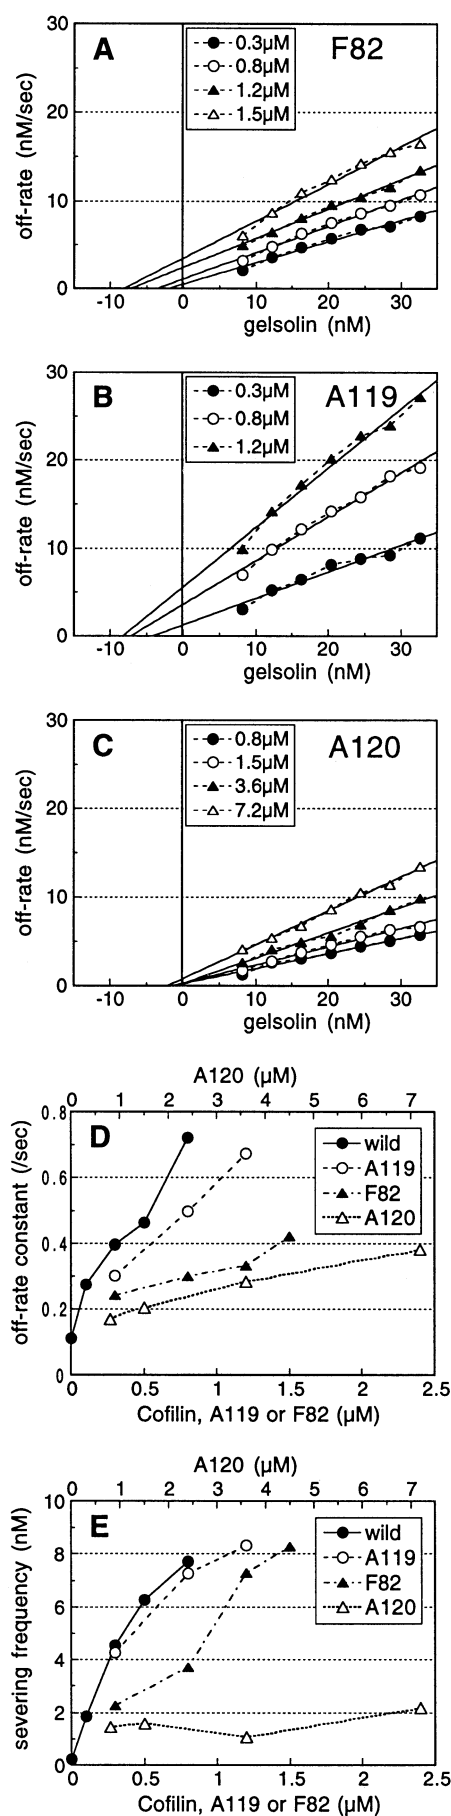 A
F82
0.3µM
0.8µM
1.2µM
1.5µM
30
20
10
0
off-rate (nM/sec)
-10 0 10 20 30
gelsolin (nM)
B
A119
0.3µM
0.8µM
1.2µM
30
20
10
0
off-rate (nM/sec)
-10 0 10 20 30
gelsolin (nM)
C
A120
0.8µM
1.5µM
3.6µM
7.2µM
30
20
10
0
off-rate (nM/sec)
-10 0 10 20 30
gelsolin (nM)
A120 (µM)
0 1 2 3 4 5 6 7
D
wild
A119
F82
A120
0.8
0.6
0.4
0.2
0
off-rate constant (/sec)
0 0.5 1 1.5 2 2.5
Cofilin, A119 or F82 (µM)
A120 (µM)
0 1 2 3 4 5 6 7
E
wild
A119
F82
A120
10
8
6
4
2
0
severing frequency (nM)
0 0.5 1 1.5 2 2.5
Cofilin, A119 or F82 (µM)